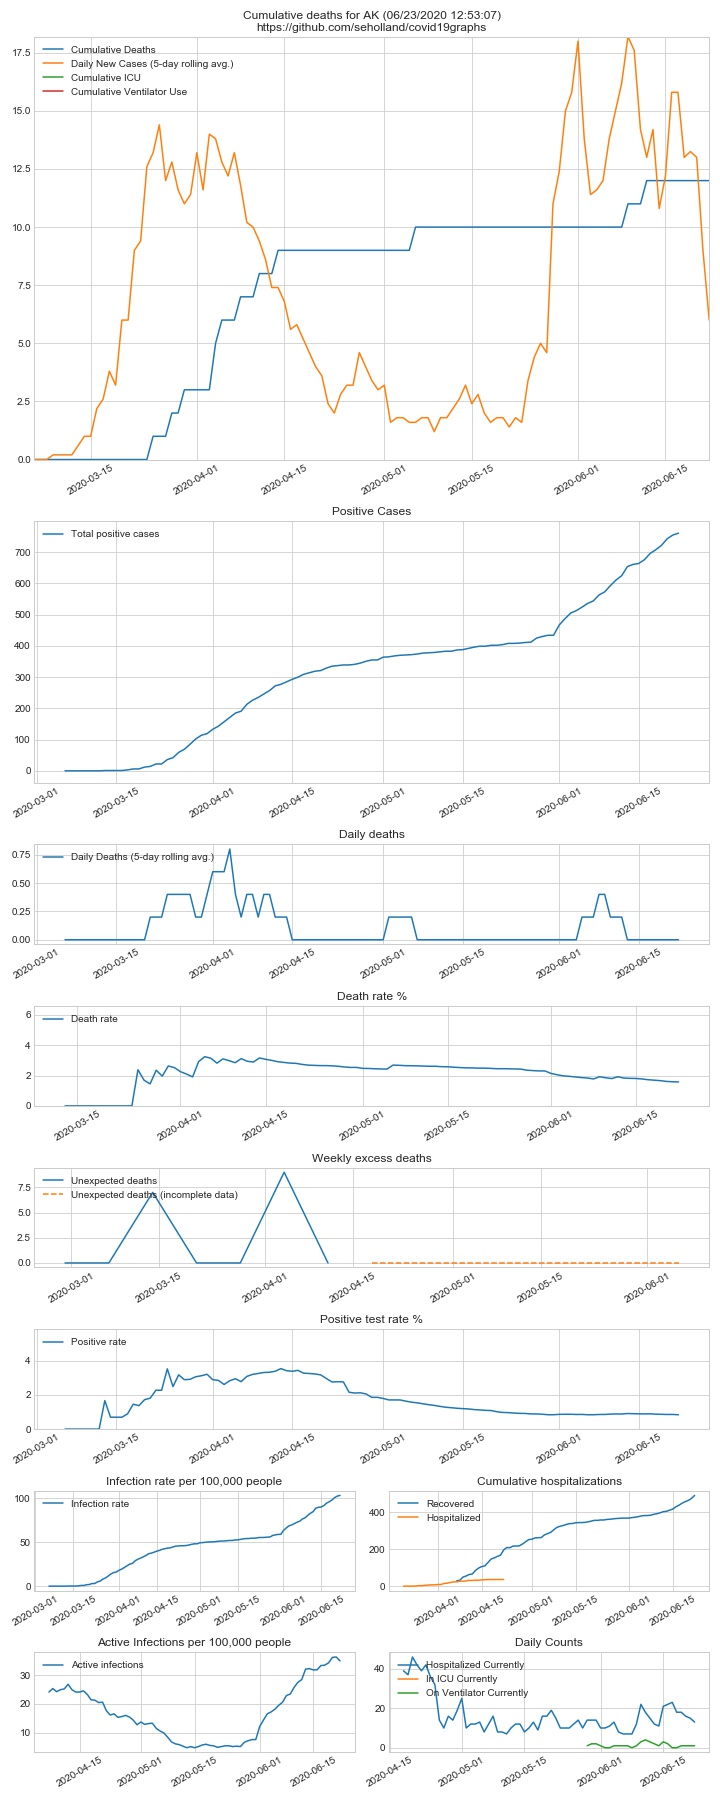 Cumulative deaths for AK (06/23/2020 12:53:07)
https://github.com/seholland/covid19graphs
Cumulative Deaths
Daily New Cases (5-day rolling avg.)
Cumulative ICU
Cumulative Ventilator Use
17.5
15.0
12.5
10.0
7.5
5.0
2.5
0.0
2020-03-15 2020-04-01 2020-04-15 2020-05-01 2020-05-15 2020-06-01 2020-06-15
Positive Cases
Total positive cases
700
600
500
400
300
200
100
0
2020-03-01 2020-03-15 2020-04-01 2020-04-15 2020-05-01 2020-05-15 2020-06-01 2020-06-15
Daily deaths
Daily Deaths (5-day rolling avg.)
0.75
0.50
0.25
0.00
2020-03-01 2020-03-15 2020-04-01 2020-04-15 2020-05-01 2020-05-15 2020-06-01 2020-06-15
Death rate %
Death rate
6
4
2
0
2020-03-15 2020-04-01 2020-04-15 2020-05-01 2020-05-15 2020-06-01 2020-06-15
Weekly excess deaths
Unexpected deaths
Unexpected deaths (incomplete data)
7.5
5.0
2.5
0.0
2020-03-01 2020-03-15 2020-04-01 2020-04-15 2020-05-01 2020-05-15 2020-06-01
Positive test rate %
Positive rate
4
2
0
2020-03-01 2020-03-15 2020-04-01 2020-04-15 2020-05-01 2020-05-15 2020-06-01 2020-06-15
Infection rate per 100,000 people
Infection rate
100
50
0
2020-03-01 2020-03-15 2020-04-01 2020-04-15 2020-05-01 2020-05-15 2020-06-01 2020-06-15
Cumulative hospitalizations
Recovered
Hospitalized
400
200
0
2020-04-01 2020-04-15 2020-05-01 2020-05-15 2020-06-01 2020-06-15
Active Infections per 100,000 people
Active infections
30
20
10
2020-04-15 2020-05-01 2020-05-15 2020-06-01 2020-06-15
Daily Counts
Hospitalized Currently
In ICU Currently
On Ventilator Currently
40
20
0
2020-04-15 2020-05-01 2020-05-15 2020-06-01 2020-06-15